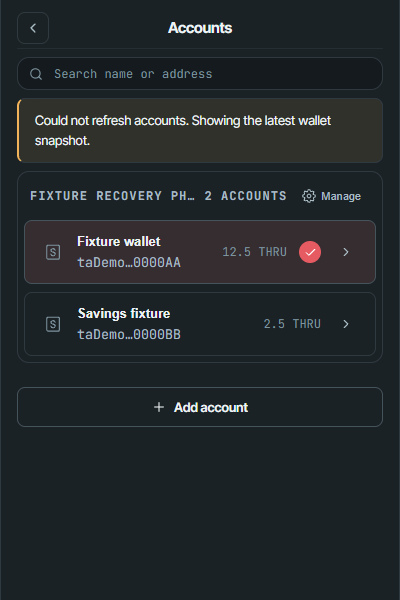 Accounts
Search name or address
Could not refresh accounts. Showing the latest wallet
snapshot.
FIXTURE RECOVERY PH… 2 ACCOUNTS Manage
S Fixture wallet 12.5 THRU
taDemo…0000AA
S Savings fixture 2.5 THRU
taDemo…0000BB
+ Add account